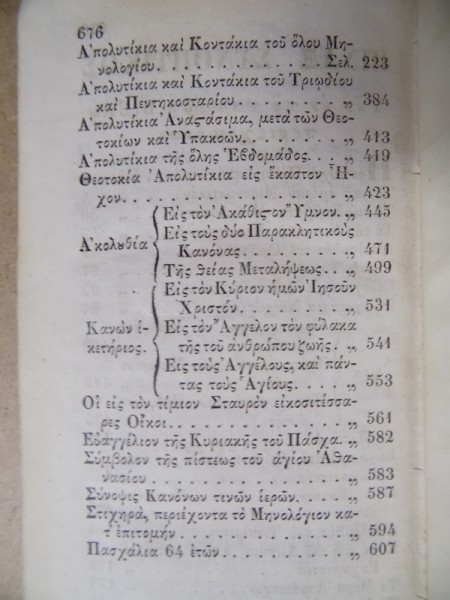 676
Ἀπολυτίκια καὶ Κοντάκια τοῦ ὅλου Μη-
νολογίου. . . . . . . . . . . . . Σελ. 223
Ἀπολυτίκια καὶ Κοντάκια τοῦ Τριῳδίου
καὶ Πεντηκοσταρίου . . . . . . . . ,, 384
Ἀπολυτίκια Ἀναστάσιμα, μετὰ τῶν Θεο-
τοκίων καὶ Ὑπακοῶν. . . . . . . . ,, 413
Ἀπολυτίκια τῆς ὅλης Ἑβδομάδος. . . ,, 419
Θεοτοκία Ἀπολυτίκια εἰς ἕκαστον Ἦ-
χον. . . . . . . . . . . . . . . . ,, 423
Ἀκολουθία
Εἰς τὸν Ἀκάθιστον Ὕμνον. ,, 445
Εἰς τοὺς δύο Παρακλητικοὺς
Κανόνας. . . . . . . . . ,, 471
Τῆς θείας Μεταλήψεως. . . ,, 499
Κανὼν ἱ-
κετήριος.
Εἰς τὸν Κύριον ἡμῶν Ἰησοῦν
Χριστόν. . . . . . . . . ,, 531
Εἰς τὸν Ἄγγελον τὸν φύλακα
τῆς τοῦ ἀνθρώπου ζωῆς. . ,, 541
Εἰς τοὺς Ἀγγέλους, καὶ πάν-
τας τοὺς Ἁγίους. . . . . ,, 553
Οἱ εἰς τὸν τίμιον Σταυρὸν εἰκοσιτέσσα-
ρες Οἶκοι. . . . . . . . . . . . . ,, 561
Εὐαγγέλιον τῆς Κυριακῆς τοῦ Πάσχα. ,, 582
Σύμβολον τῆς πίστεως τοῦ ἁγίου Ἀθα-
νασίου . . . . . . . . . . . . . . ,, 583
Σύνοψις Κανόνων τινῶν ἱερῶν. . . . ,, 587
Στιχηρὰ, περιέχοντα τὸ Μηνολόγιον κα-
τ' ἐπιτομήν . . . . . . . . . . . . ,, 594
Πασχάλια 64 ἐτῶν. . . . . . . . . ,, 607